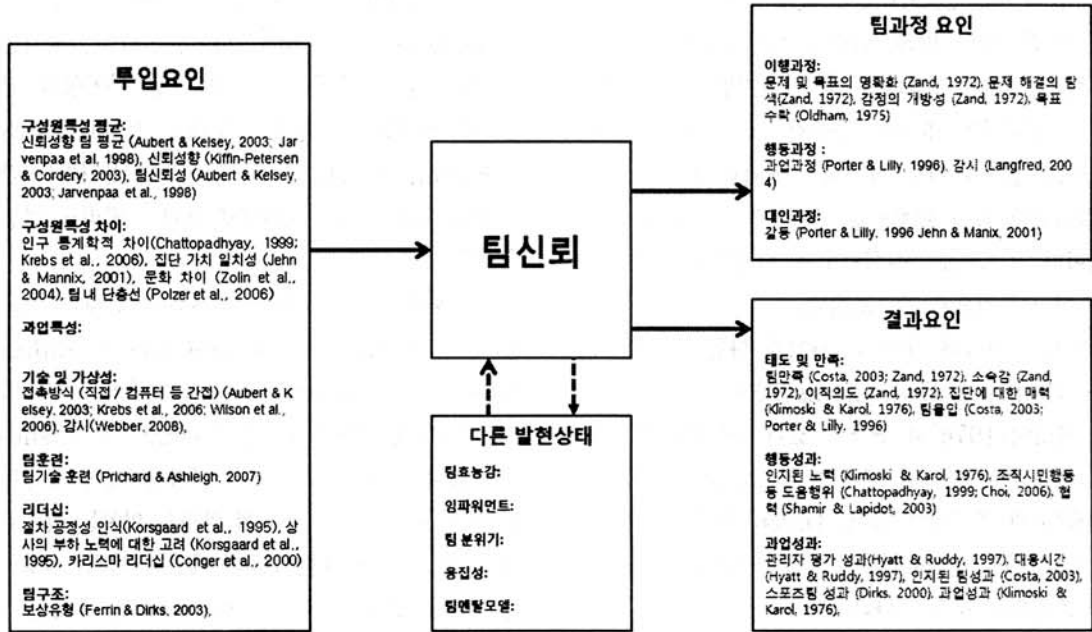 투입요인
구성원특성 평균:
신뢰성향 팀 평균 (Aubert & Kelsey, 2003; Jar
venpaa et al, 1998), 신뢰성향 (Kiffin-Petersen
& Cordery, 2003), 팀신뢰성 (Aubert & Kelsey,
2003; Jarvenpaa et al., 1998)
구성원특성 차이:
인구 통계학적 차이(Chattopadhyay, 1999;
Krebs et al., 2006), 집단 가치 일치성 (Jehn
& Mannix, 2001), 문화 차이 (Zolin et al.,
2004), 팀 내 단층선 (Polzer et al., 2006)
과업특성:
기술 및 가상성:
접촉방식 (직접 / 컴퓨터 등 간접) (Aubert & K
elsey, 2003; Krebs et al., 2006; Wilson et al.,
2006), 감시(Webber, 2008),
팀훈련:
팀기술 훈련 (Prichard & Ashleigh, 2007)
리더십:
절차 공정성 인식(Korsgaard et al., 1995), 상
사의 부하 노력에 대한 고려 (Korsgaard et al.,
1995), 카리스마 리더십 (Conger et al., 2000)
팀구조:
보상유형 (Ferrin & Dirks, 2003),
팀신뢰
다른 발현상태
팀효능감:
임파워먼트:
팀 분위기:
응집성:
팀멘탈모델:
팀과정 요인
이행과정:
문제 및 목표의 명확화 (Zand, 1972), 문제 해결의 탐
색(Zand, 1972), 감정의 개방성 (Zand, 1972), 목표
수락 (Oldham, 1975)
행동과정 :
과업과정 (Porter & Lilly, 1996), 감시 (Langfred, 200
4)
대인과정:
갈등 (Porter & Lilly, 1996 Jehn & Manix, 2001)
결과요인
태도 및 만족:
팀만족 (Costa, 2003; Zand, 1972), 소속감 (Zand,
1972), 이직의도 (Zand, 1972), 집단에 대한 매력
(Klimoski & Karol, 1976), 팀몰입 (Costa, 2003;
Porter & Lilly, 1996)
행동성과:
인지된 노력 (Klimoski & Karol, 1976), 조직시민행동
등 도움행위 (Chattopadhyay, 1999; Choi, 2006), 협
력 (Shamir & Lapidot, 2003)
과업성과:
관리자 평가 성과(Hyatt & Ruddy, 1997), 대응시간
(Hyatt & Ruddy, 1997), 인지된 팀성과 (Costa, 2003),
스포츠팀 성과 (Dirks, 2000), 과업성과 (Klimoski &
Karol, 1976),